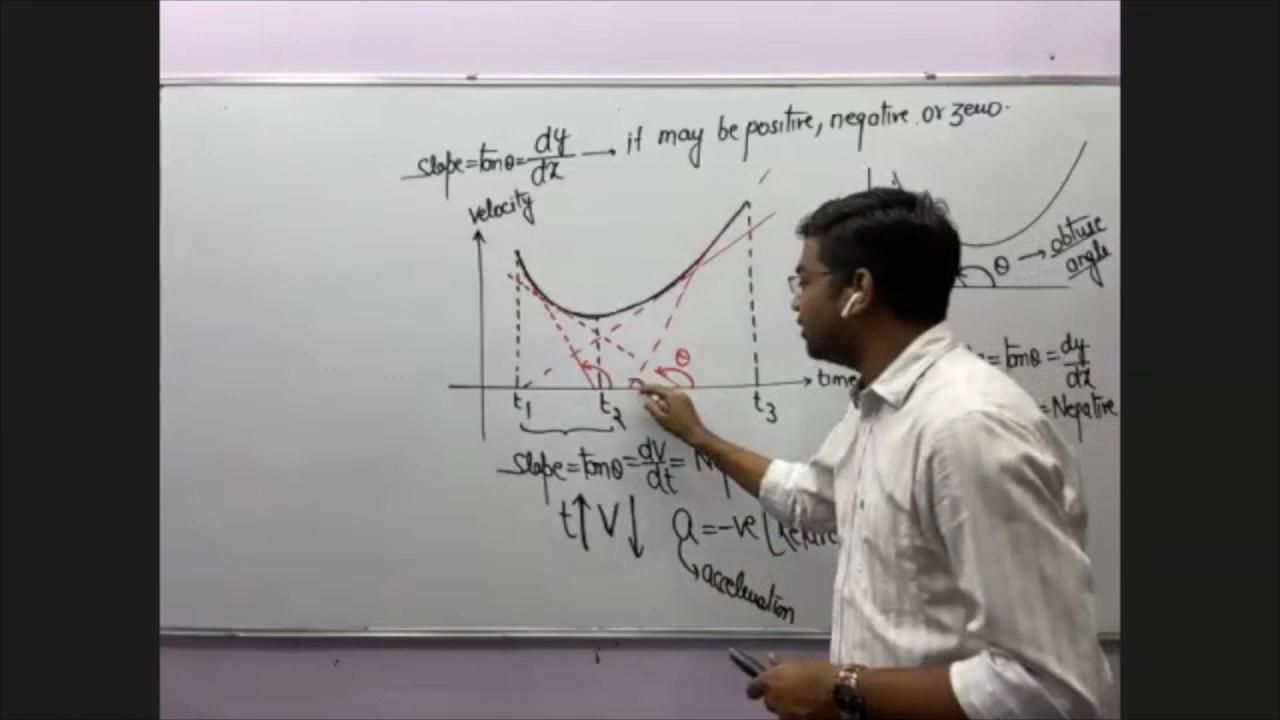 Slope=tanθ=dy/dx → it may be positive, negative or zero.
velocity
θ → obtuse angle
θ
= tanθ = dy/dx
= Negative
time
t1 t2 t3
Slope=tanθ=dV/dt=
t↑ V↓ a=-ve
→ acceleration